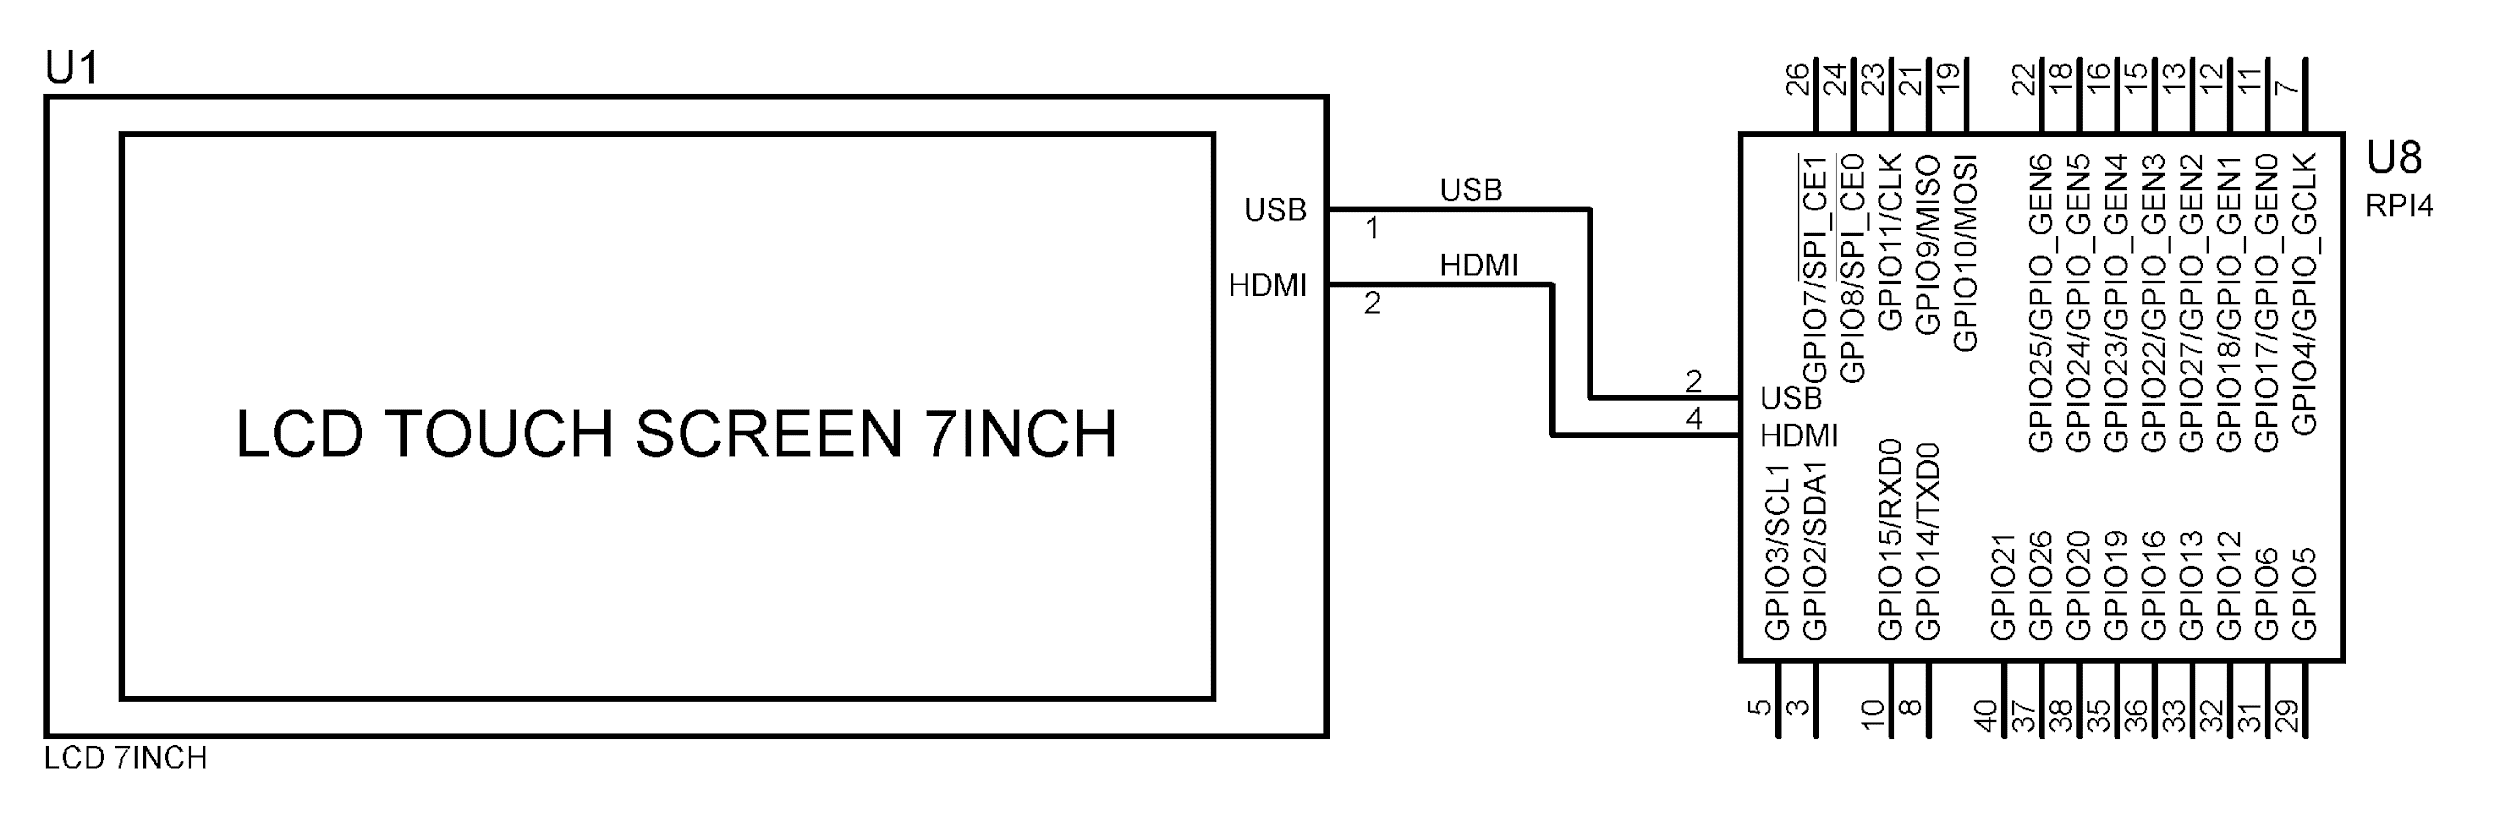 U1
USB
HDMI
LCD TOUCH SCREEN 7INCH
LCD 7INCH
USB
1
HDMI
2
2
4
USB
HDMI
U8
RPI4
26
24
23
21
19
22
18
16
15
13
12
11
7
GPIO7/SPI_CE1
GPIO8/SPI_CE0
GPIO11/CLK
GPIO9/MISO
GPIO10/MOSI
GPIO25/GPIO_GEN6
GPIO24/GPIO_GEN5
GPIO23/GPIO_GEN4
GPIO22/GPIO_GEN3
GPIO27/GPIO_GEN2
GPIO18/GPIO_GEN1
GPIO17/GPIO_GEN0
GPIO4/GPIO_GCLK
GPIO3/SCL1
GPIO2/SDA1
GPIO15/RXD0
GPIO14/TXD0
GPIO21
GPIO26
GPIO20
GPIO19
GPIO16
GPIO13
GPIO12
GPIO6
GPIO5
5
3
10
8
40
37
38
35
36
33
32
31
29